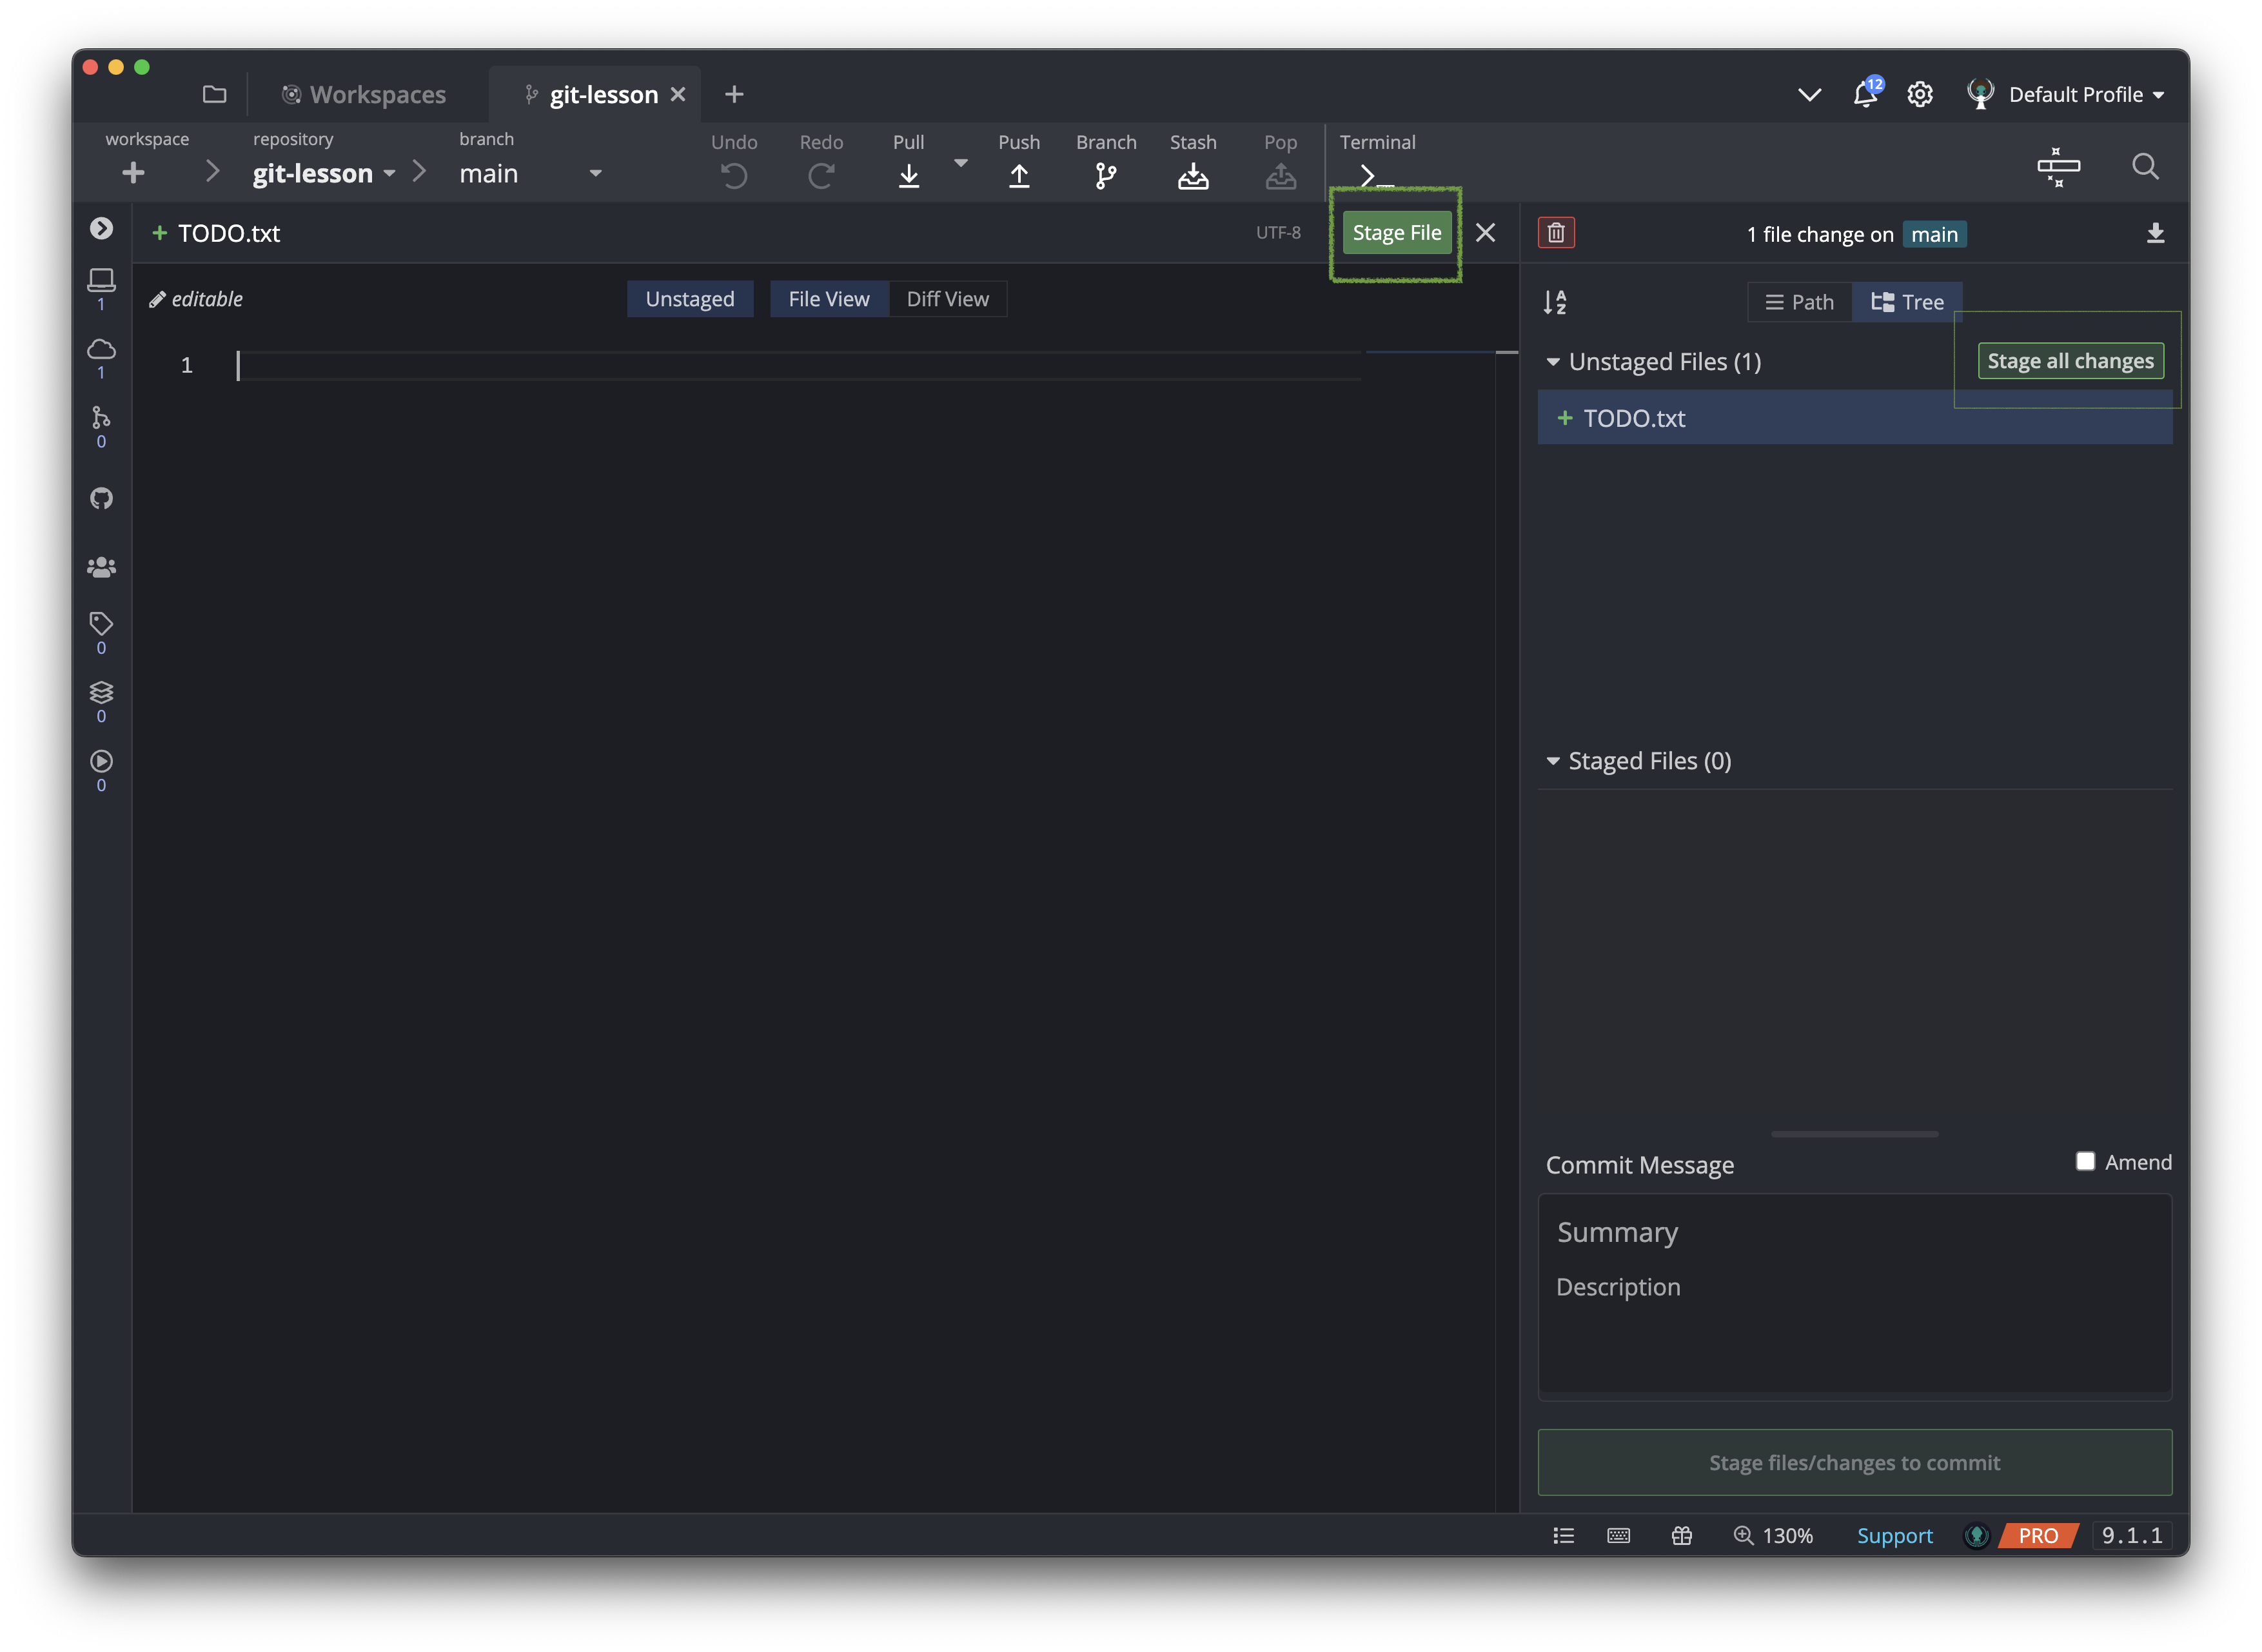 Workspaces
git-lesson
12
Default Profile
workspace
repository
git-lesson
branch
main
Undo
Redo
Pull
Push
Branch
Stash
Pop
Terminal
TODO.txt
UTF-8
Stage File
1 file change on main
editable
Unstaged
File View
Diff View
Path
Tree
1
1
1
0
0
0
0
Unstaged Files (1)
Stage all changes
TODO.txt
Staged Files (0)
Commit Message
Amend
Summary
Description
Stage files/changes to commit
130%
Support
PRO
9.1.1